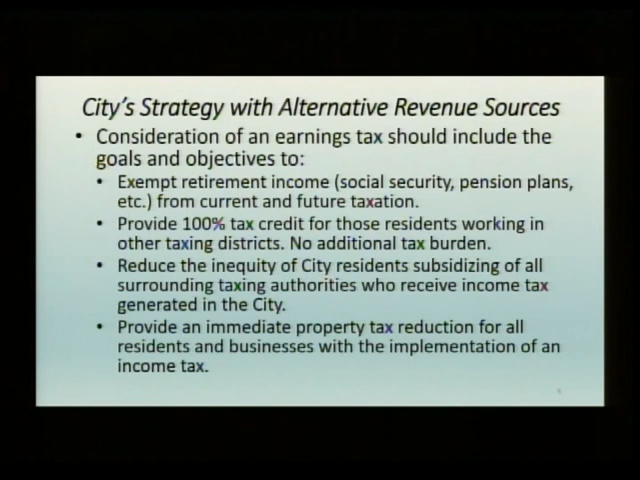 City's Strategy with Alternative Revenue Sources
• Consideration of an earnings tax should include the
goals and objectives to:
• Exempt retirement income (social security, pension plans,
etc.) from current and future taxation.
• Provide 100% tax credit for those residents working in
other taxing districts. No additional tax burden.
• Reduce the inequity of City residents subsidizing of all
surrounding taxing authorities who receive income tax
generated in the City.
• Provide an immediate property tax reduction for all
residents and businesses with the implementation of an
income tax.